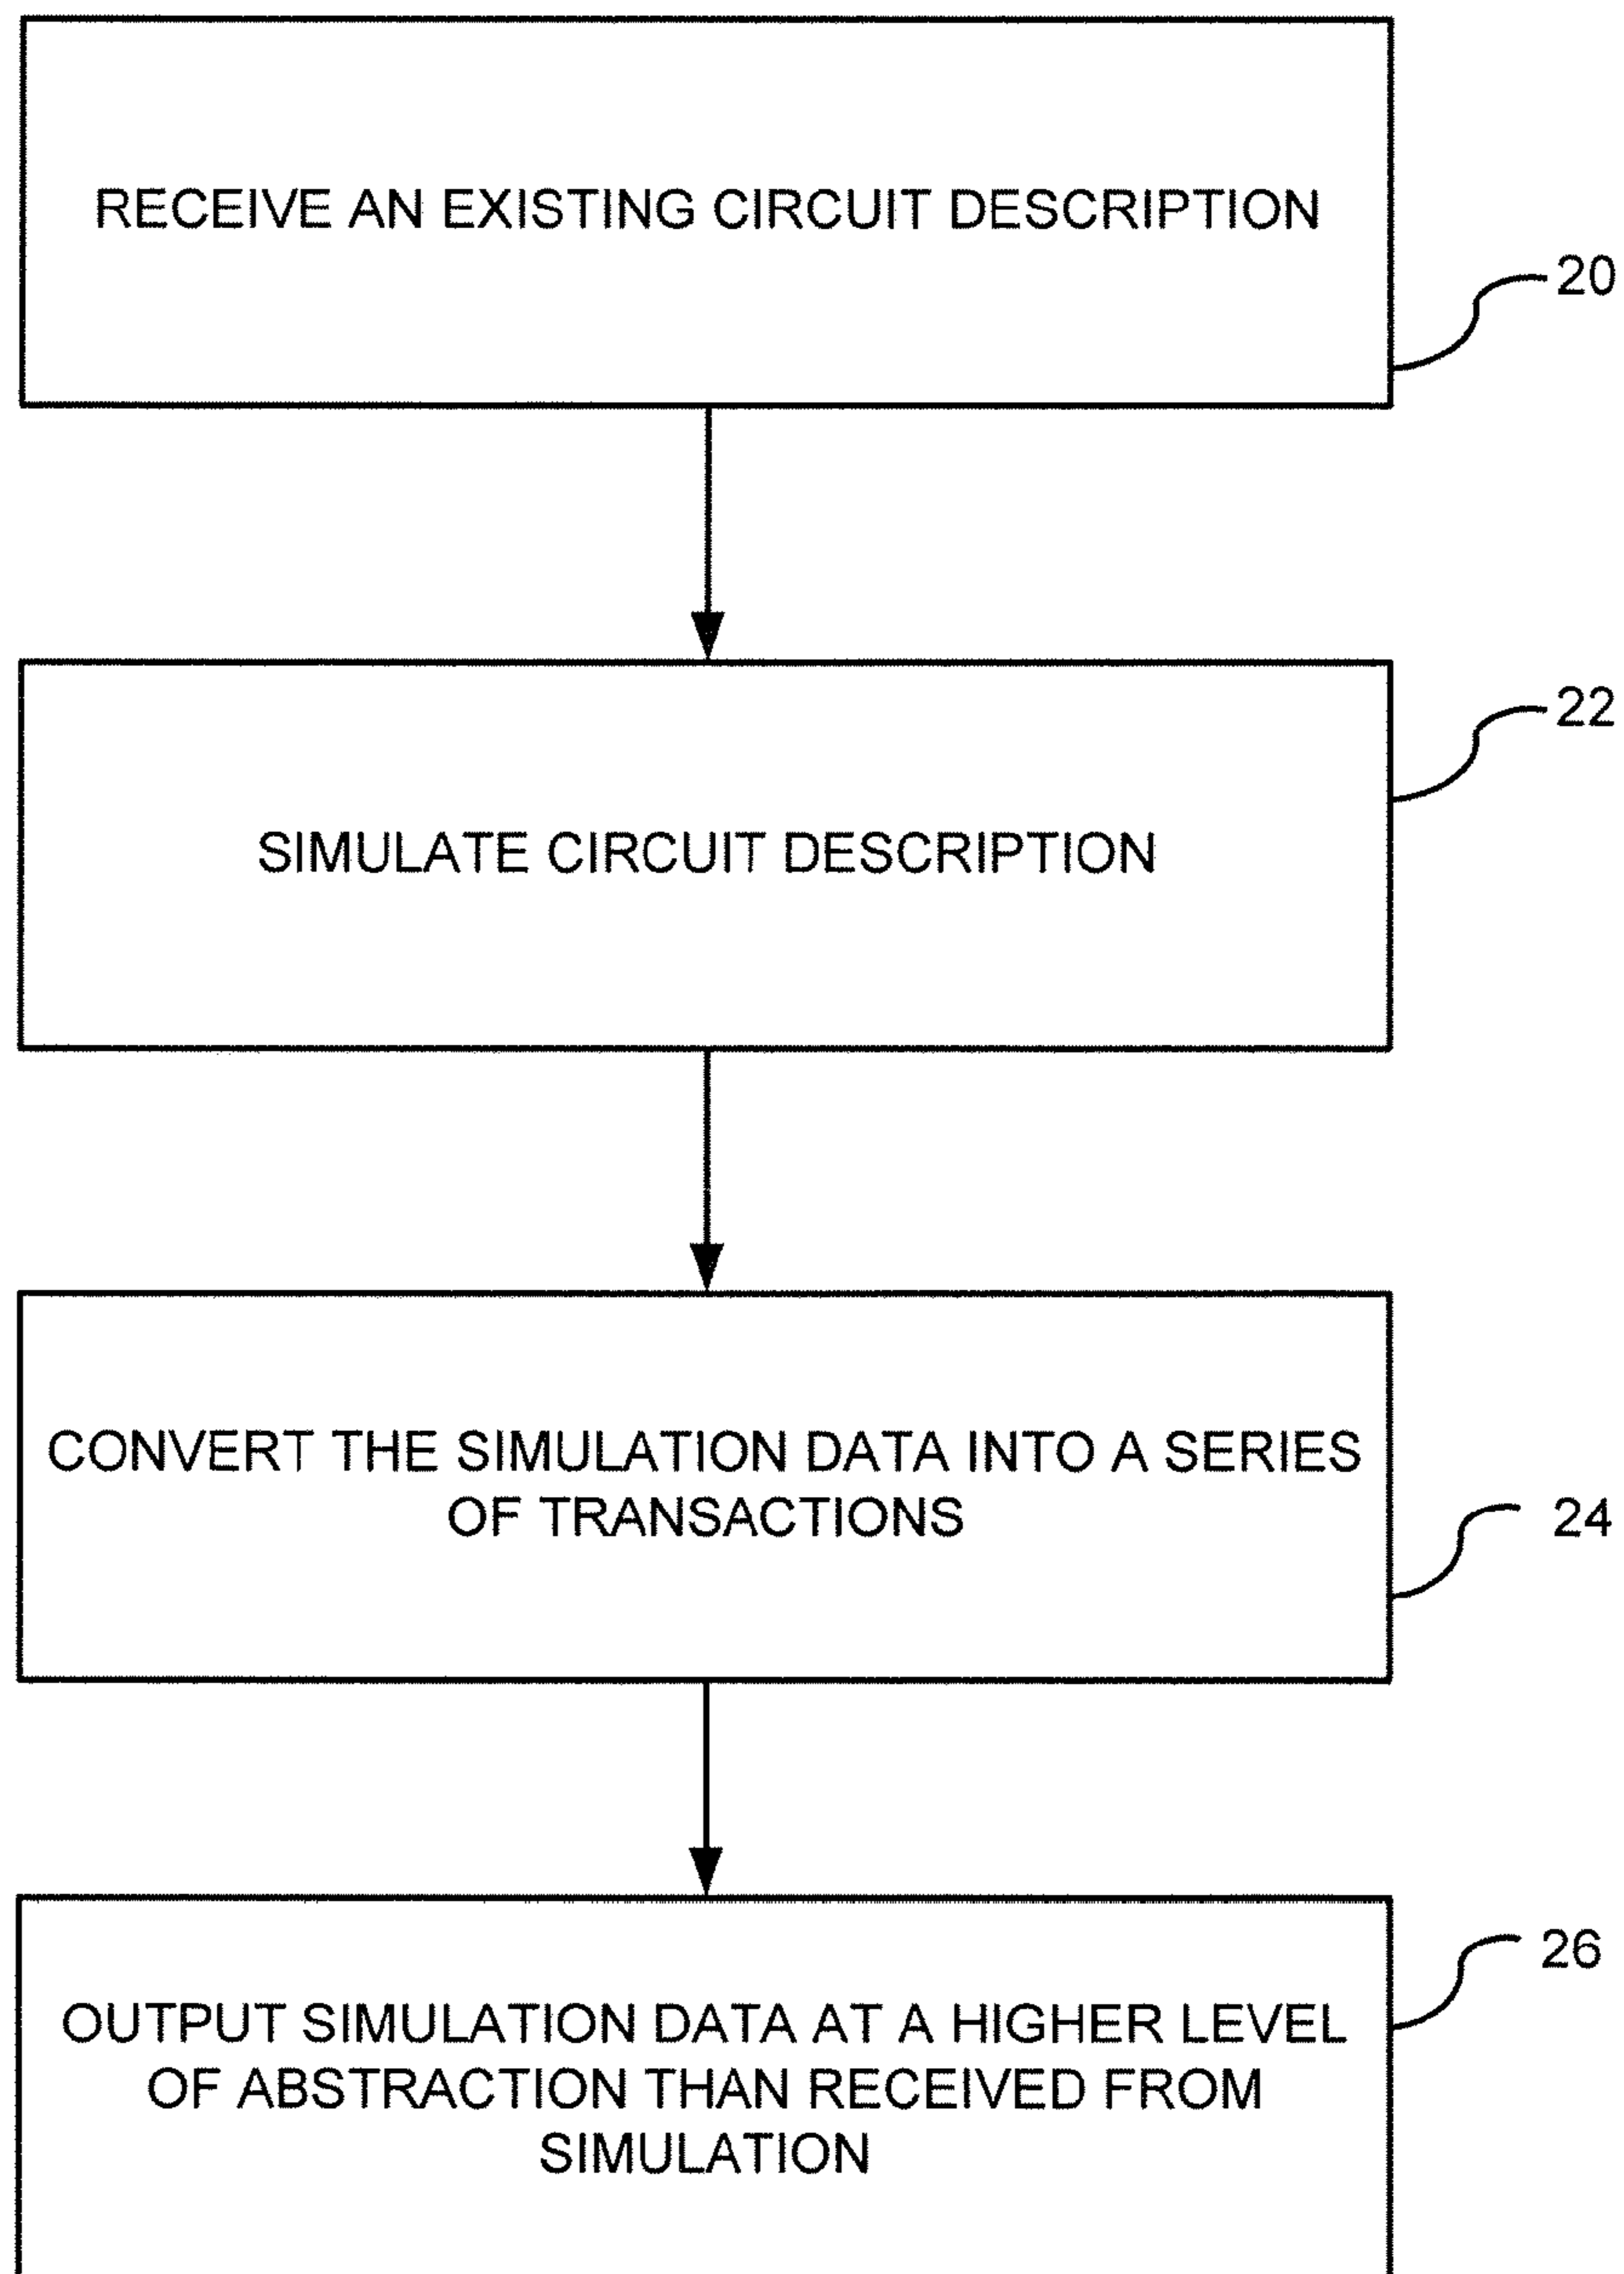 RECEIVE AN EXISTING CIRCUIT DESCRIPTION
20
22
SIMULATE CIRCUIT DESCRIPTION
CONVERT THE SIMULATION DATA INTO A SERIES
OF TRANSACTIONS
24
26
OUTPUT SIMULATION DATA AT A HIGHER LEVEL
OF ABSTRACTION THAN RECEIVED FROM
SIMULATION